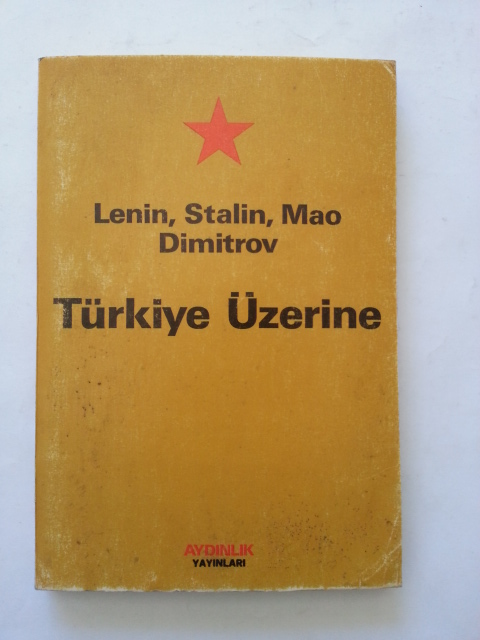 Lenin, Stalin, Mao
Dimitrov
Türkiye Üzerine
AYDINLIK
YAYINLARI